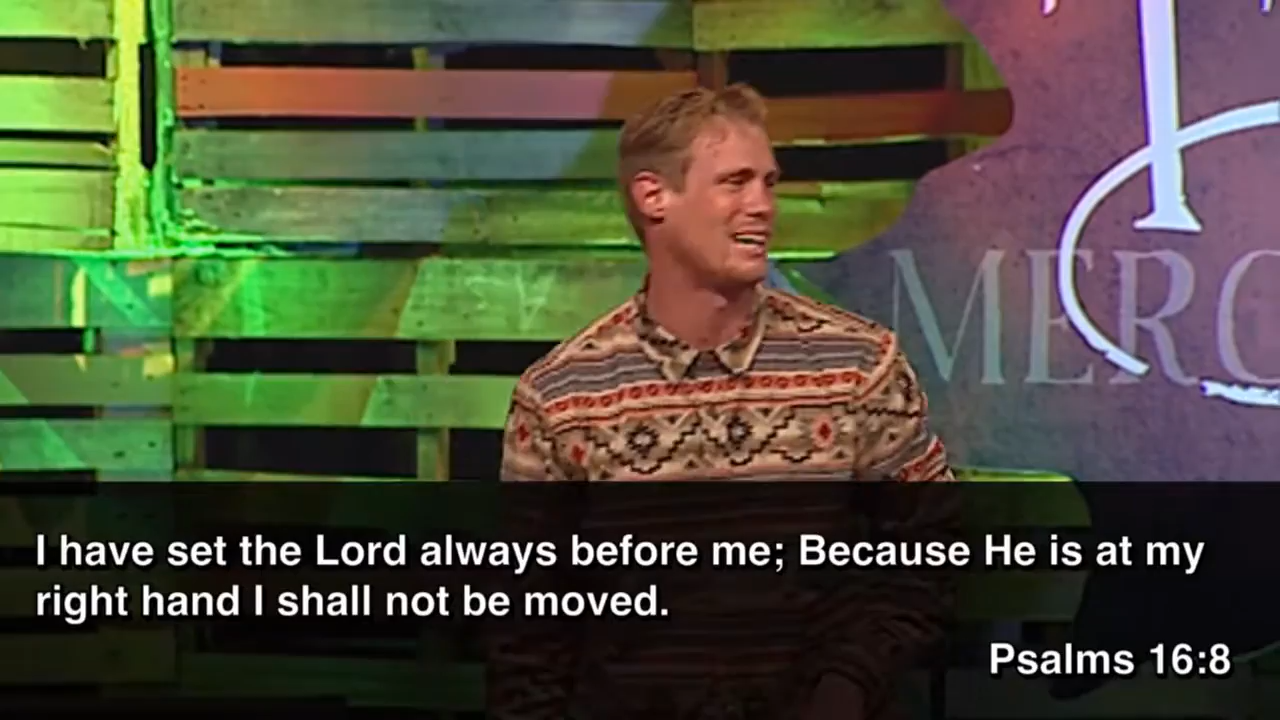 MERC
I have set the Lord always before me; Because He is at my
right hand I shall not be moved.
Psalms 16:8